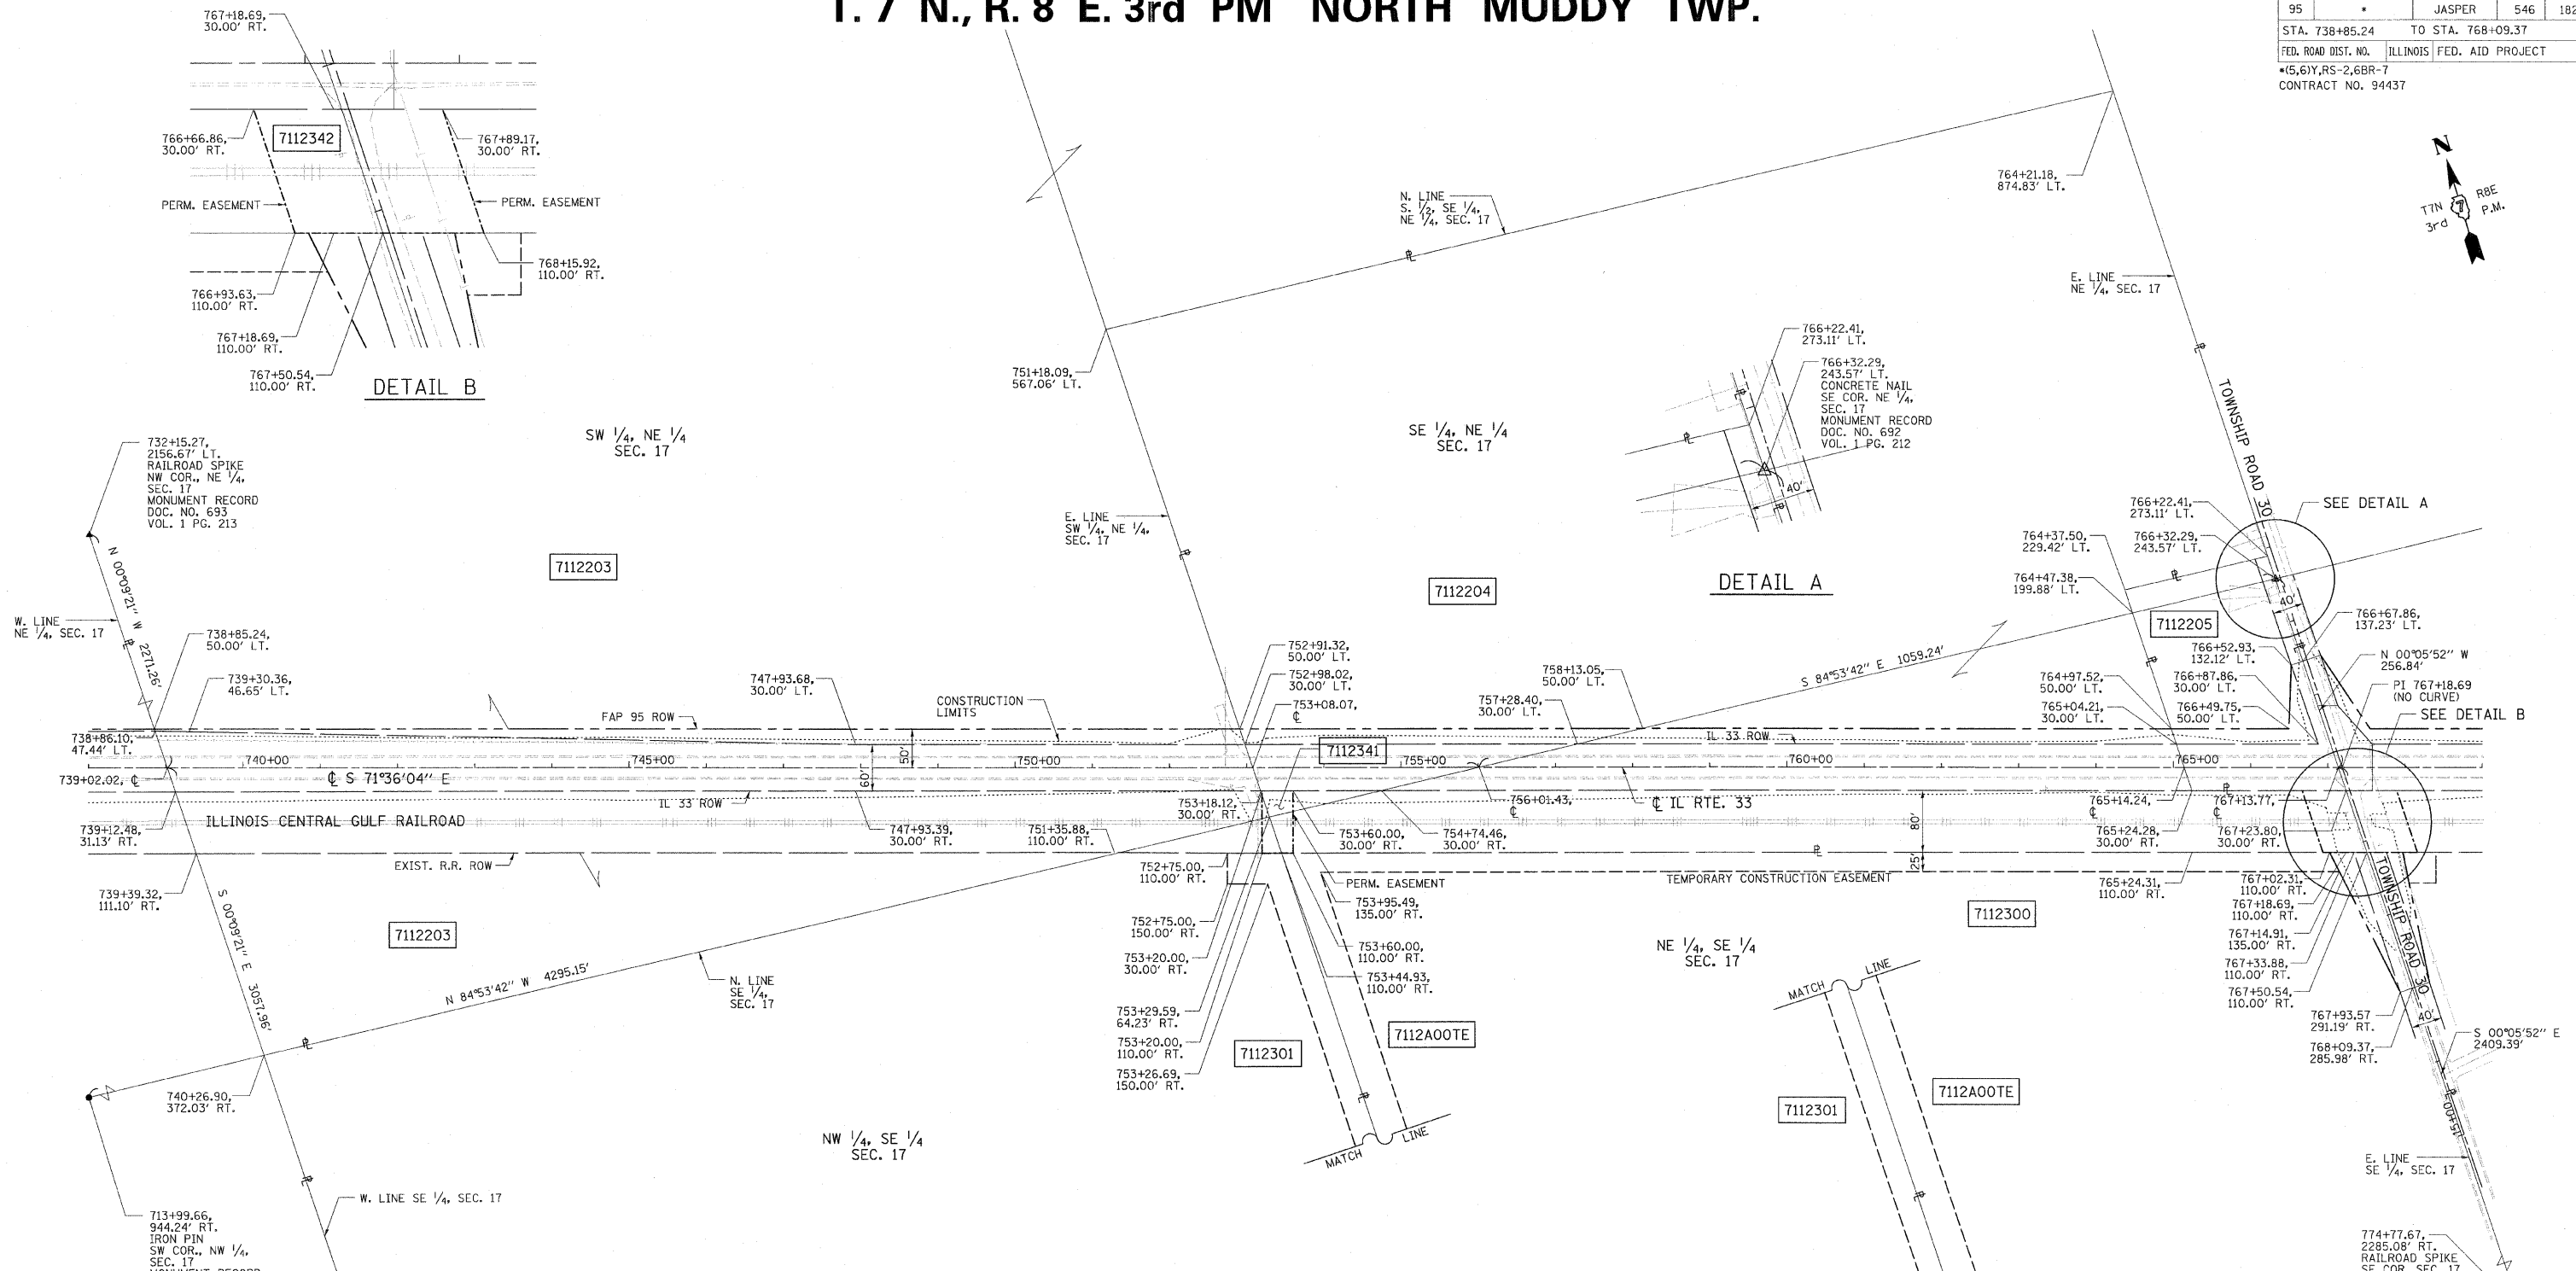 T. 7 N., R. 8 E. 3rd PM NORTH MUDDY TWP.
95 * JASPER 546 182
STA. 738+85.24 TO STA. 768+09.37
FED. ROAD DIST. NO. ILLINOIS FED. AID PROJECT
*(5,6)Y,RS-2,6BR-7
CONTRACT NO. 94437
N
T7N R8E
7
3rd P.M.
767+18.69,
30.00' RT.
766+66.86,
30.00' RT.
7112342
767+89.17,
30.00' RT.
PERM. EASEMENT
PERM. EASEMENT
768+15.92,
110.00' RT.
766+93.63,
110.00' RT.
767+18.69,
110.00' RT.
767+50.54,
110.00' RT.
DETAIL B
764+21.18,
874.83' LT.
N. LINE
S. 1/2, SE 1/4,
NE 1/4, SEC. 17
E. LINE
NE 1/4, SEC. 17
751+18.09,
567.06' LT.
766+22.41,
273.11' LT.
766+32.29,
243.57' LT.
CONCRETE NAIL
SE COR. NE 1/4,
SEC. 17
MONUMENT RECORD
DOC. NO. 692
VOL. 1 PG. 212
40'
DETAIL A
732+15.27,
2156.67' LT.
RAILROAD SPIKE
NW COR., NE 1/4,
SEC. 17
MONUMENT RECORD
DOC. NO. 693
VOL. 1 PG. 213
SW 1/4, NE 1/4
SEC. 17
SE 1/4, NE 1/4
SEC. 17
E. LINE
SW 1/4, NE 1/4,
SEC. 17
7112203
7112204
TOWNSHIP ROAD 30
SEE DETAIL A
766+22.41,
273.11' LT.
766+32.29,
243.57' LT.
764+37.50,
229.42' LT.
764+47.38,
199.88' LT.
40'
7112205
766+67.86,
137.23' LT.
766+52.93,
132.12' LT.
N 00°05'52" W
256.84'
PI 767+18.69
(NO CURVE)
SEE DETAIL B
764+97.52,
50.00' LT.
765+04.21,
30.00' LT.
766+87.86,
30.00' LT.
766+49.75,
50.00' LT.
W. LINE
NE 1/4, SEC. 17
N 00°09'21" W 2271.26'
738+85.24,
50.00' LT.
739+30.36,
46.65' LT.
747+93.68,
30.00' LT.
CONSTRUCTION
LIMITS
FAP 95 ROW
752+91.32,
50.00' LT.
752+98.02,
30.00' LT.
753+08.07,
℄
7112341
757+28.40,
30.00' LT.
758+13.05,
50.00' LT.
S 84°53'42" E 1059.24'
IL 33 ROW
738+86.10,
47.44' LT.
739+02.02, ℄
740+00
745+00
750+00
755+00
760+00
765+00
℄ S 71°36'04" E
60'
50'
IL 33 ROW
ILLINOIS CENTRAL GULF RAILROAD
739+12.48,
31.13' RT.
747+93.39,
30.00' RT.
751+35.88,
110.00' RT.
753+18.12,
30.00' RT.
753+60.00,
30.00' RT.
754+74.46,
30.00' RT.
756+01.43,
℄
℄ IL RTE. 33
765+14.24,
℄
765+24.28,
30.00' RT.
767+13.77,
℄
767+23.80,
30.00' RT.
80'
25'
EXIST. R.R. ROW
739+39.32,
111.10' RT.
752+75.00,
110.00' RT.
PERM. EASEMENT
753+95.49,
135.00' RT.
TEMPORARY CONSTRUCTION EASEMENT
765+24.31,
110.00' RT.
767+02.31,
110.00' RT.
767+18.69,
110.00' RT.
767+14.91,
135.00' RT.
767+33.88,
110.00' RT.
767+50.54,
110.00' RT.
767+93.57
291.19' RT.
768+09.37,
285.98' RT.
TOWNSHIP ROAD 30
40'
S 00°05'52" E
2409.39'
15+00
7112203
S 00°09'21" E 3057.96'
N 84°53'42" W 4295.15'
N. LINE
SE 1/4,
SEC. 17
752+75.00,
150.00' RT.
753+20.00,
30.00' RT.
753+29.59,
64.23' RT.
753+20.00,
110.00' RT.
753+26.69,
150.00' RT.
753+60.00,
110.00' RT.
753+44.93,
110.00' RT.
7112300
NE 1/4, SE 1/4
SEC. 17
MATCH LINE
7112301
7112A00TE
MATCH LINE
7112301
7112A00TE
740+26.90,
372.03' RT.
NW 1/4, SE 1/4
SEC. 17
W. LINE SE 1/4, SEC. 17
E. LINE
SE 1/4, SEC. 17
713+99.66,
944.24' RT.
IRON PIN
SW COR., NW 1/4,
SEC. 17
MONUMENT RECORD
774+77.67,
2285.08' RT.
RAILROAD SPIKE
SE COR. SEC. 17